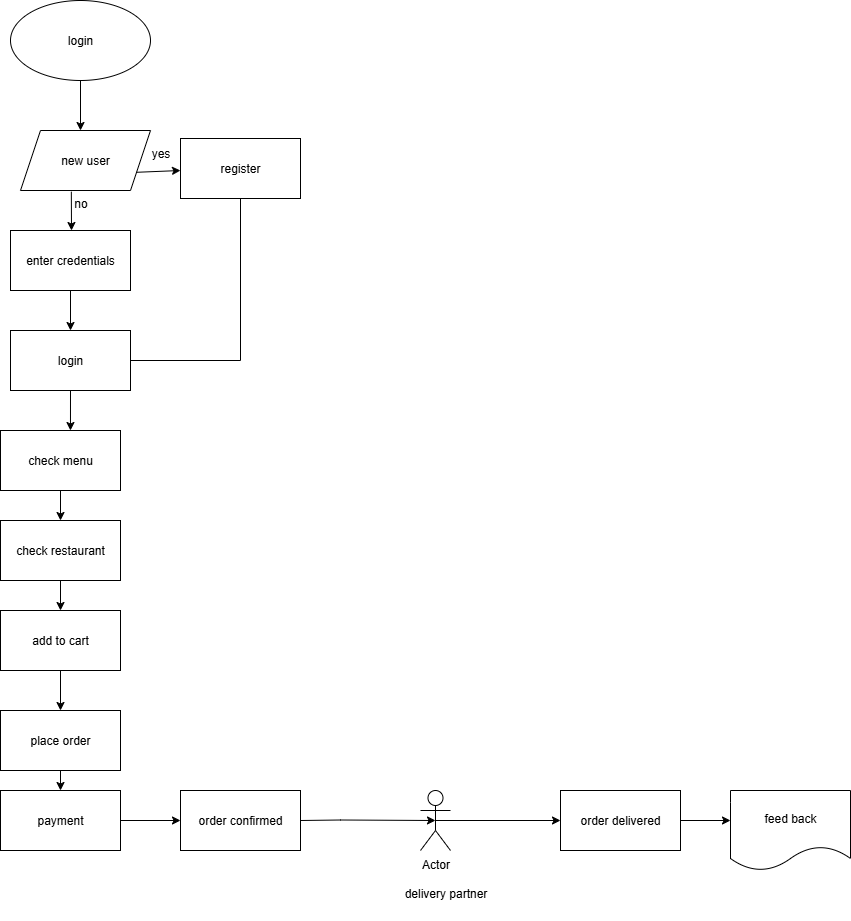 login
new user
yes
register
no
enter credentials
login
check menu
check restaurant
add to cart
place order
payment
order confirmed
Actor
delivery partner
order delivered
feed back